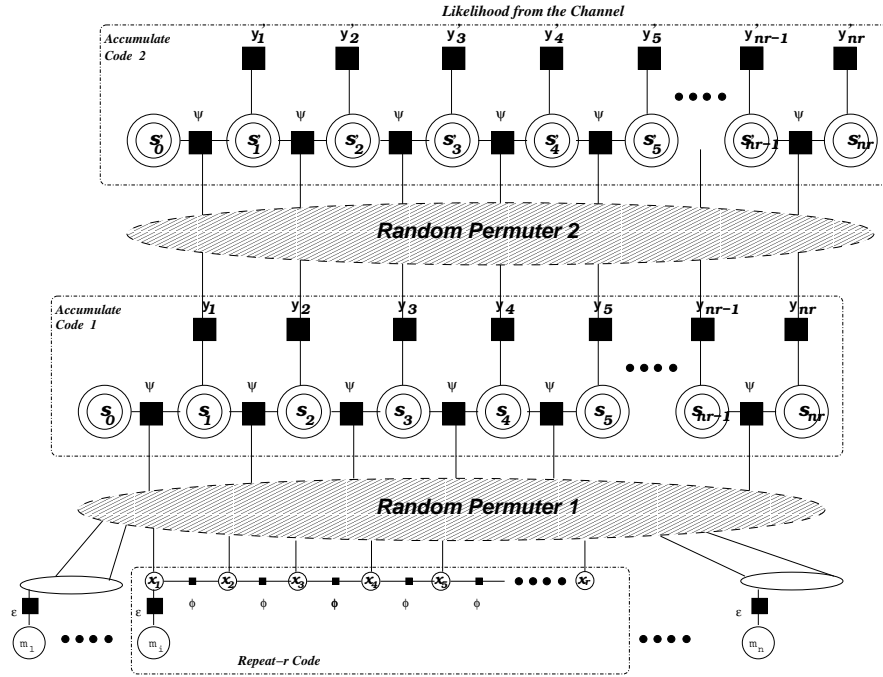 Likelihood from the Channel
Accumulate
Code 2
y'1 y'2 y'3 y'4 y'5 y'nr−1 y'nr
ψ ψ ψ ψ ψ ψ
s'0 s'1 s'2 s'3 s'4 s'5 s'nr−1 s'nr
Random Permuter 2
Accumulate
Code 1
y1 y2 y3 y4 y5 ynr−1 ynr
ψ ψ ψ ψ ψ ψ
s0 s1 s2 s3 s4 s5 snr−1 snr
Random Permuter 1
x1 x2 x3 x4 x5 xr
ϕ ϕ ϕ ϕ ϕ
ε ε ε
m1 mi mn
Repeat−r Code